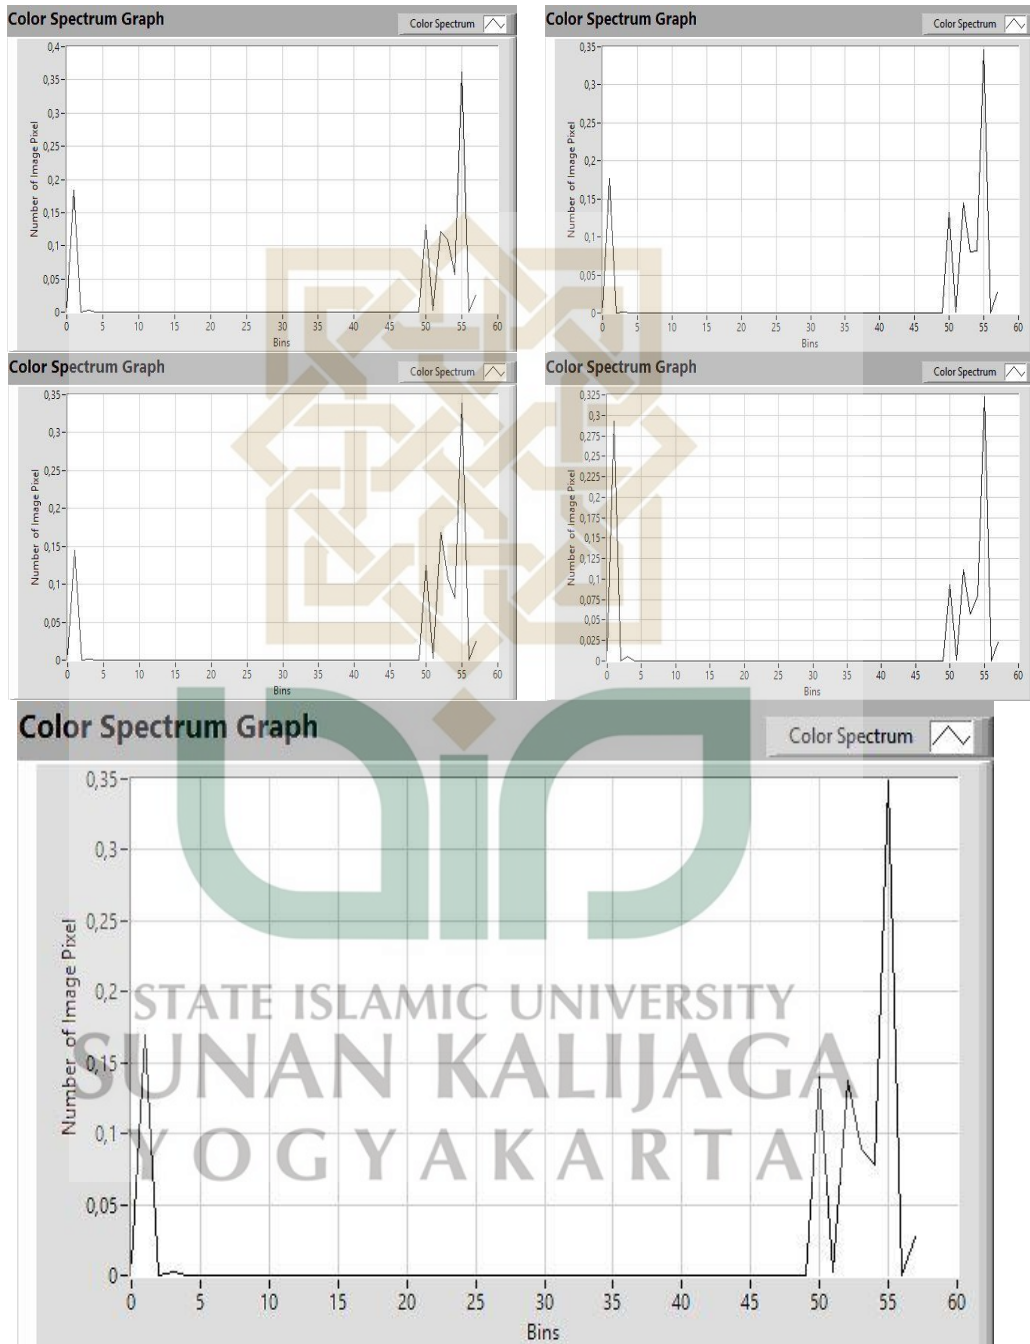 Color Spectrum Graph Color Spectrum
Number of Image Pixel
0,4
0,35
0,3
0,25
0,2
0,15
0,1
0,05
0
0 5 10 15 20 25 30 35 40 45 50 55 60
Bins
Color Spectrum Graph Color Spectrum
Number of Image Pixel
0,35
0,3
0,25
0,2
0,15
0,1
0,05
0
0 5 10 15 20 25 30 35 40 45 50 55 60
Bins
Color Spectrum Graph Color Spectrum
Number of Image Pixel
0,35
0,3
0,25
0,2
0,15
0,1
0,05
0
0 5 10 15 20 25 30 35 40 45 50 55 60
Bins
Color Spectrum Graph Color Spectrum
Number of Image Pixel
0,325
0,3
0,275
0,25
0,225
0,2
0,175
0,15
0,125
0,1
0,075
0,05
0,025
0
0 5 10 15 20 25 30 35 40 45 50 55 60
Bins
Color Spectrum Graph Color Spectrum
Number of Image Pixel
0,35
0,3
0,25
0,2
0,15
0,1
0,05
0
0 5 10 15 20 25 30 35 40 45 50 55 60
Bins
STATE ISLAMIC UNIVERSITY
SUNAN KALIJAGA
YOGYAKARTA